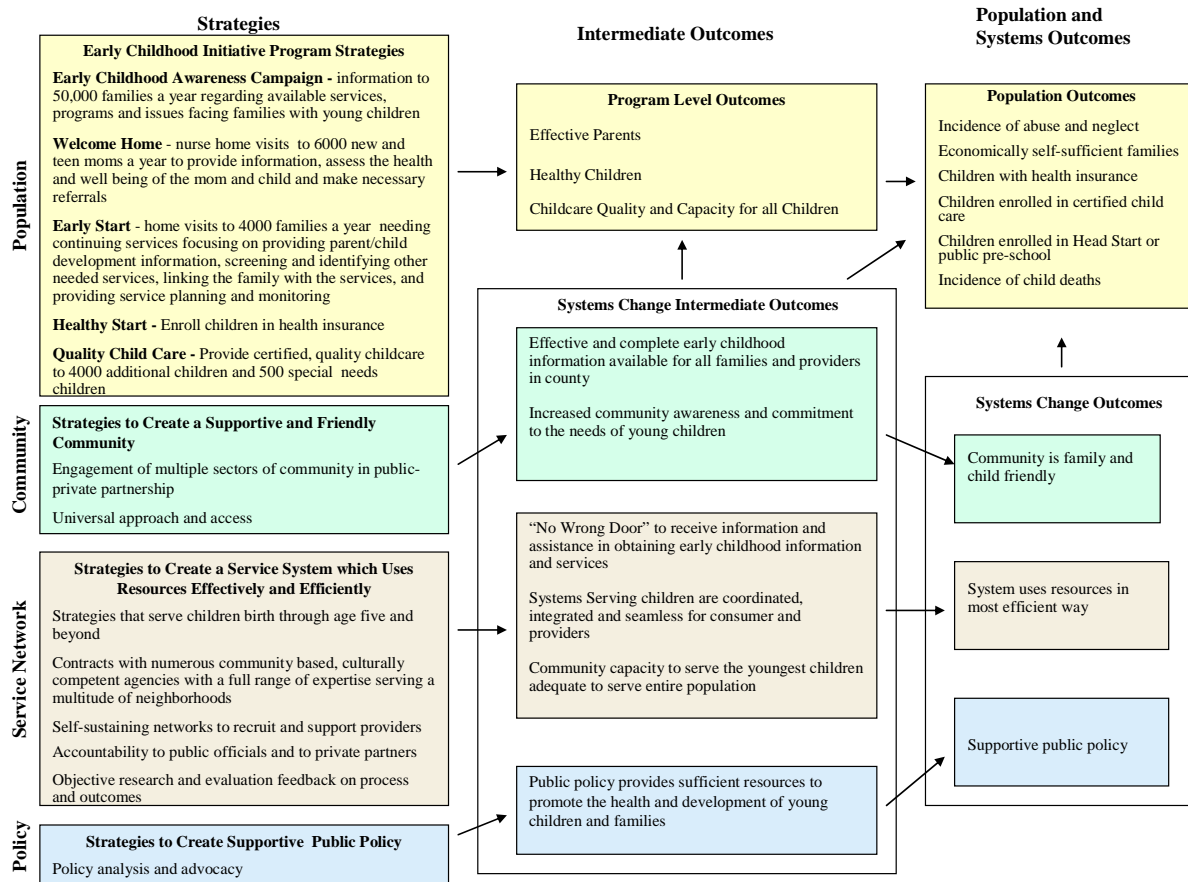 Strategies
Intermediate Outcomes
Population and
Systems Outcomes
Population
Early Childhood Initiative Program Strategies
Early Childhood Awareness Campaign - information to
50,000 families a year regarding available services,
programs and issues facing families with young children
Welcome Home - nurse home visits to 6000 new and
teen moms a year to provide information, assess the health
and well being of the mom and child and make necessary
referrals
Early Start - home visits to 4000 families a year needing
continuing services focusing on providing parent/child
development information, screening and identifying other
needed services, linking the family with the services, and
providing service planning and monitoring
Healthy Start - Enroll children in health insurance
Quality Child Care - Provide certified, quality childcare
to 4000 additional children and 500 special needs
children
Program Level Outcomes
Effective Parents
Healthy Children
Childcare Quality and Capacity for all Children
Population Outcomes
Incidence of abuse and neglect
Economically self-sufficient families
Children with health insurance
Children enrolled in certified child
care
Children enrolled in Head Start or
public pre-school
Incidence of child deaths
Community
Strategies to Create a Supportive and Friendly
Community
Engagement of multiple sectors of community in public-
private partnership
Universal approach and access
Systems Change Intermediate Outcomes
Effective and complete early childhood
information available for all families and providers
in county
Increased community awareness and commitment
to the needs of young children
Systems Change Outcomes
Community is family and
child friendly
Service Network
Strategies to Create a Service System which Uses
Resources Effectively and Efficiently
Strategies that serve children birth through age five and
beyond
Contracts with numerous community based, culturally
competent agencies with a full range of expertise serving a
multitude of neighborhoods
Self-sustaining networks to recruit and support providers
Accountability to public officials and to private partners
Objective research and evaluation feedback on process
and outcomes
“No Wrong Door” to receive information and
assistance in obtaining early childhood information
and services
Systems Serving children are coordinated,
integrated and seamless for consumer and
providers
Community capacity to serve the youngest children
adequate to serve entire population
System uses resources in
most efficient way
Policy
Strategies to Create Supportive Public Policy
Policy analysis and advocacy
Public policy provides sufficient resources to
promote the health and development of young
children and families
Supportive public policy